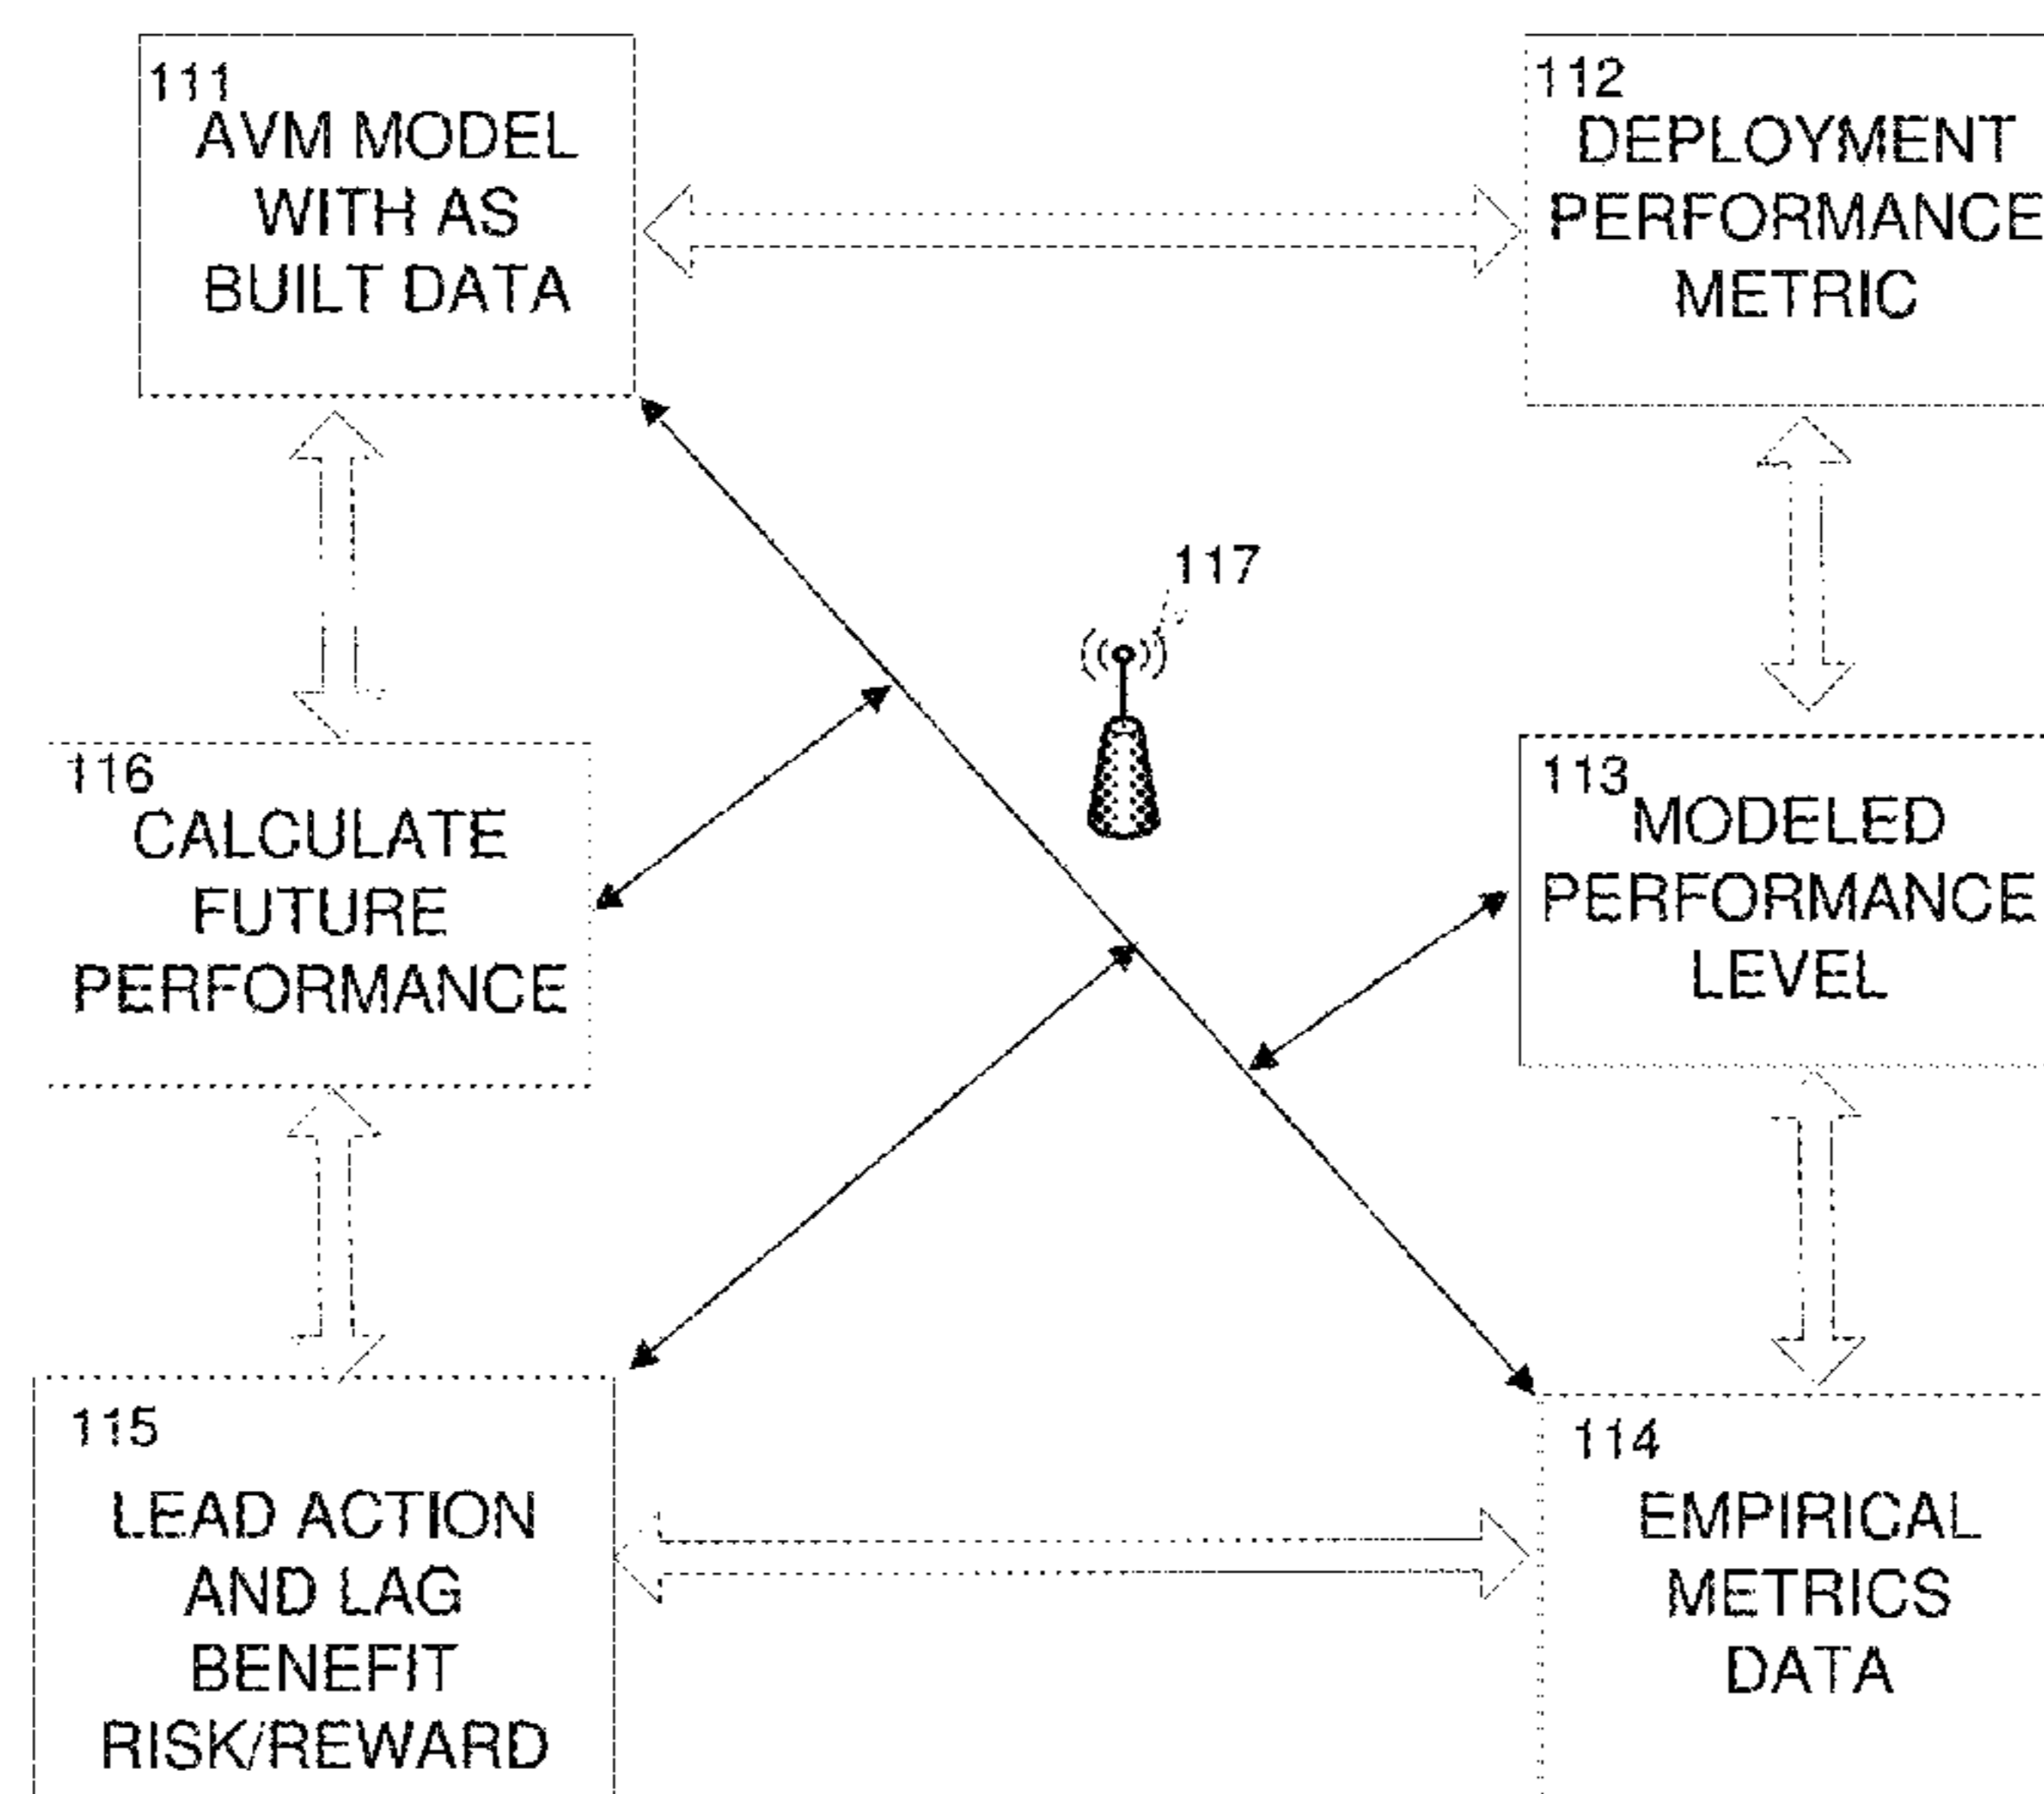 111
AVM MODEL
WITH AS
BUILT DATA
112
DEPLOYMENT
PERFORMANCE
METRIC
117
116
CALCULATE
FUTURE
PERFORMANCE
113
MODELED
PERFORMANCE
LEVEL
115
LEAD ACTION
AND LAG
BENEFIT
RISK/REWARD
114
EMPIRICAL
METRICS
DATA